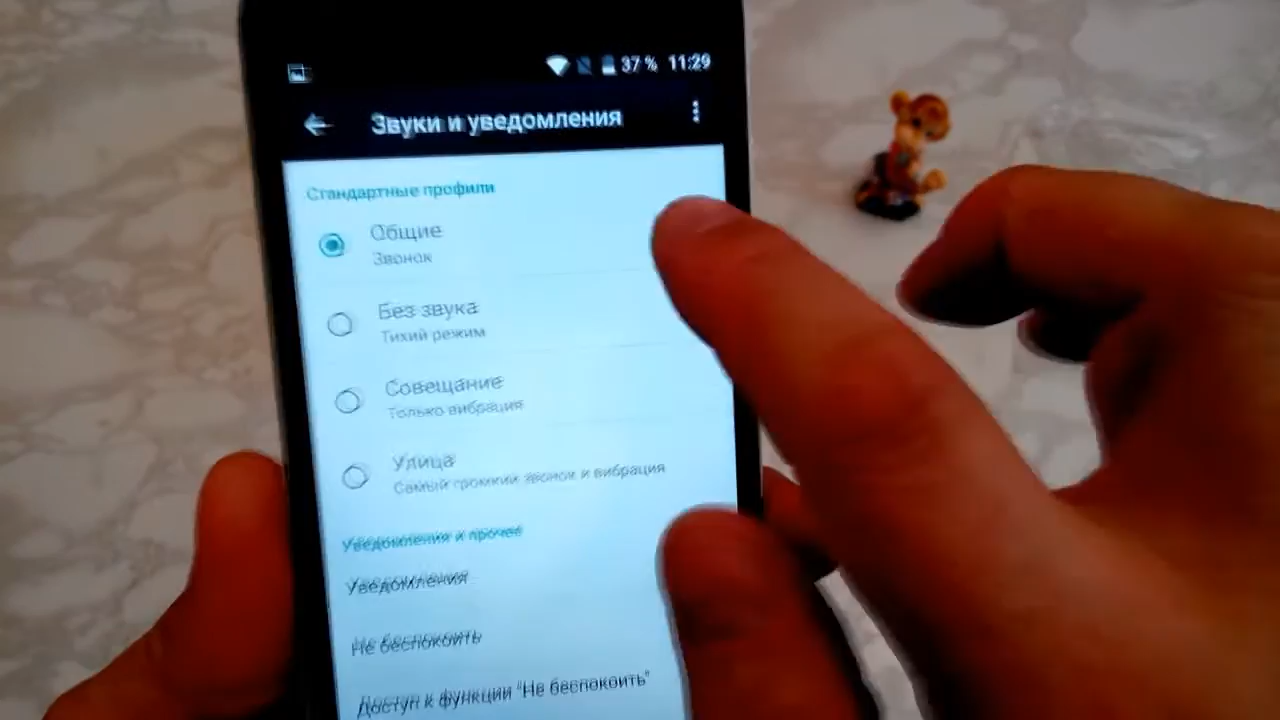 37 % 11:29
Звуки и уведомления
Стандартные профили
Общие
Звонок
Без звука
Тихий режим
Совещание
Только вибрация
Улица
Самый громкий звонок и вибрация
Уведомления и прочее
Уведомления
Не беспокоить
Доступ к функции "Не беспокоить"